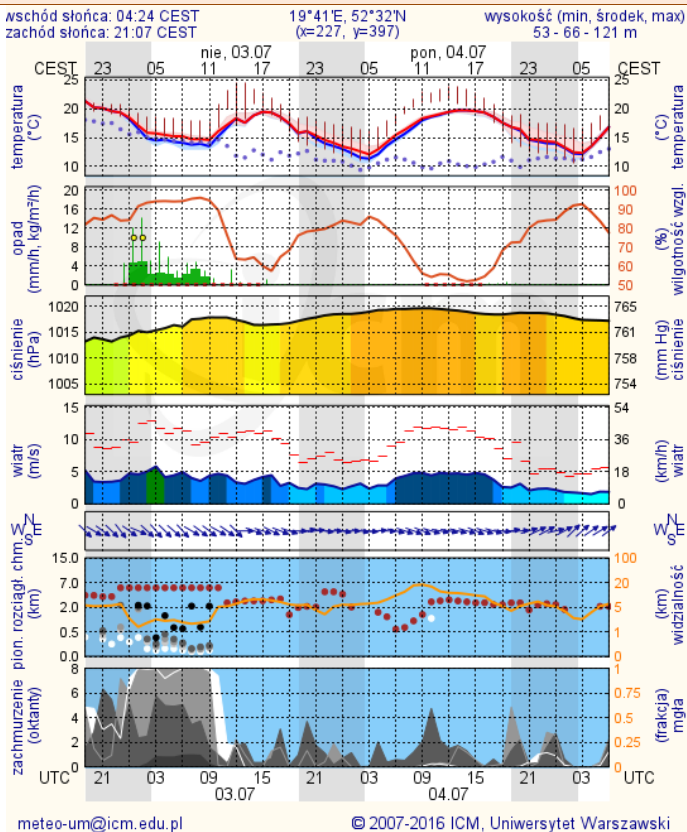 wschód słońca: 04:24 CEST 19°41'E, 52°32'N wysokość (min, środek, max)
zachód słońca: 21:07 CEST (x=227, y=397) 53 - 66 - 121 m
nie, 03.07 pon, 04.07
CEST 23 05 11 17 23 05 11 17 23 05 CEST
temperatura (°C)
25 20 15 10
25 20 15 10
temperatura (°C)
opad (mm/h, kg/m²/h)
20 16 12 8 4 0
100 90 80 70 60 50
(%) wilgotność wzgl.
ciśnienie (hPa)
1020 1015 1010 1005
765 761 758 754
(mm Hg) ciśnienie
wiatr (m/s)
15 10 5 0
54 36 18 0
(km/h) wiatr
N W E S
N W E S
pion. rozciągł. chm. (km)
15.0 7.0 2.0 0.5 0.0
100 20 5 1 0
(km) widzialność
zachmurzenie (oktanty)
8 6 4 2 0
1 0.75 0.5 0.25 0
(frakcja) mgła
UTC 21 03 09 15 21 03 09 15 21 03 UTC
03.07 04.07
meteo-um@icm.edu.pl © 2007-2016 ICM, Uniwersytet Warszawski